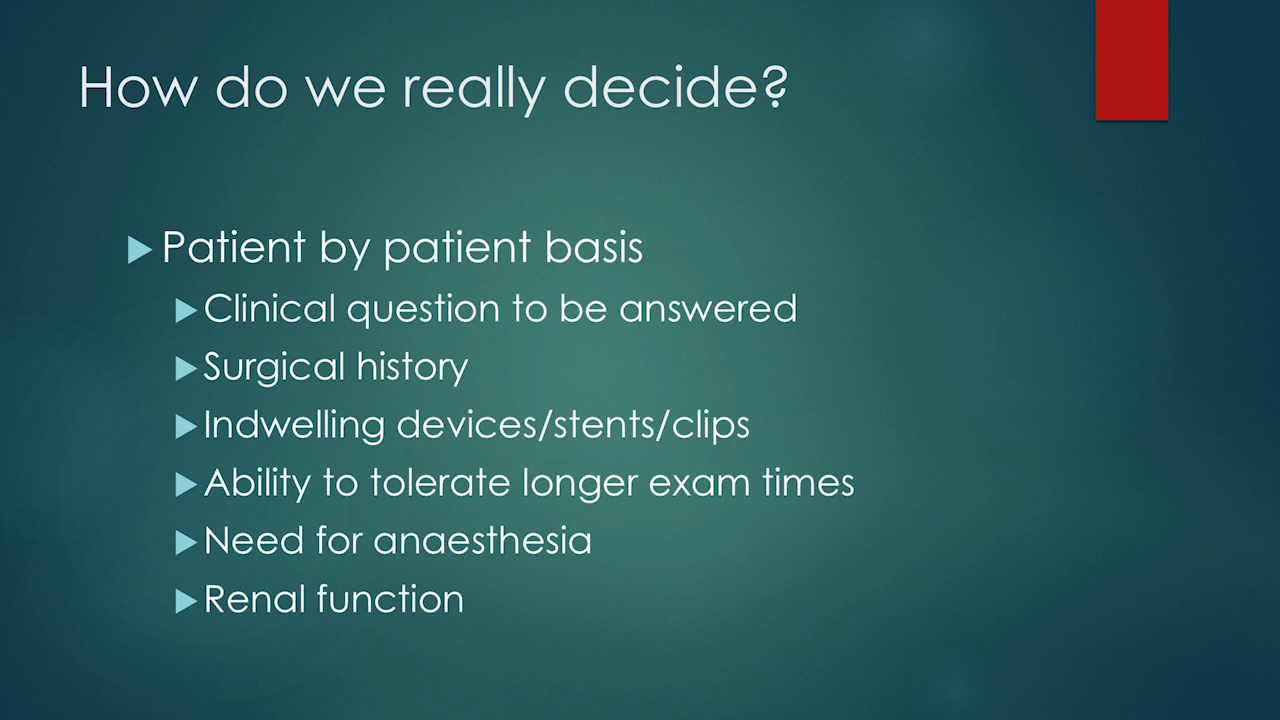 How do we really decide?
Patient by patient basis
Clinical question to be answered
Surgical history
Indwelling devices/stents/clips
Ability to tolerate longer exam times
Need for anaesthesia
Renal function